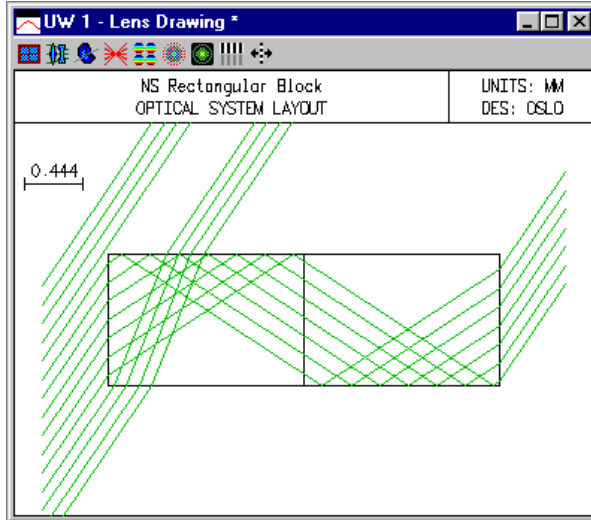 UW 1 - Lens Drawing *
NS Rectangular Block
OPTICAL SYSTEM LAYOUT
UNITS: MM
DES: OSLO
0.444